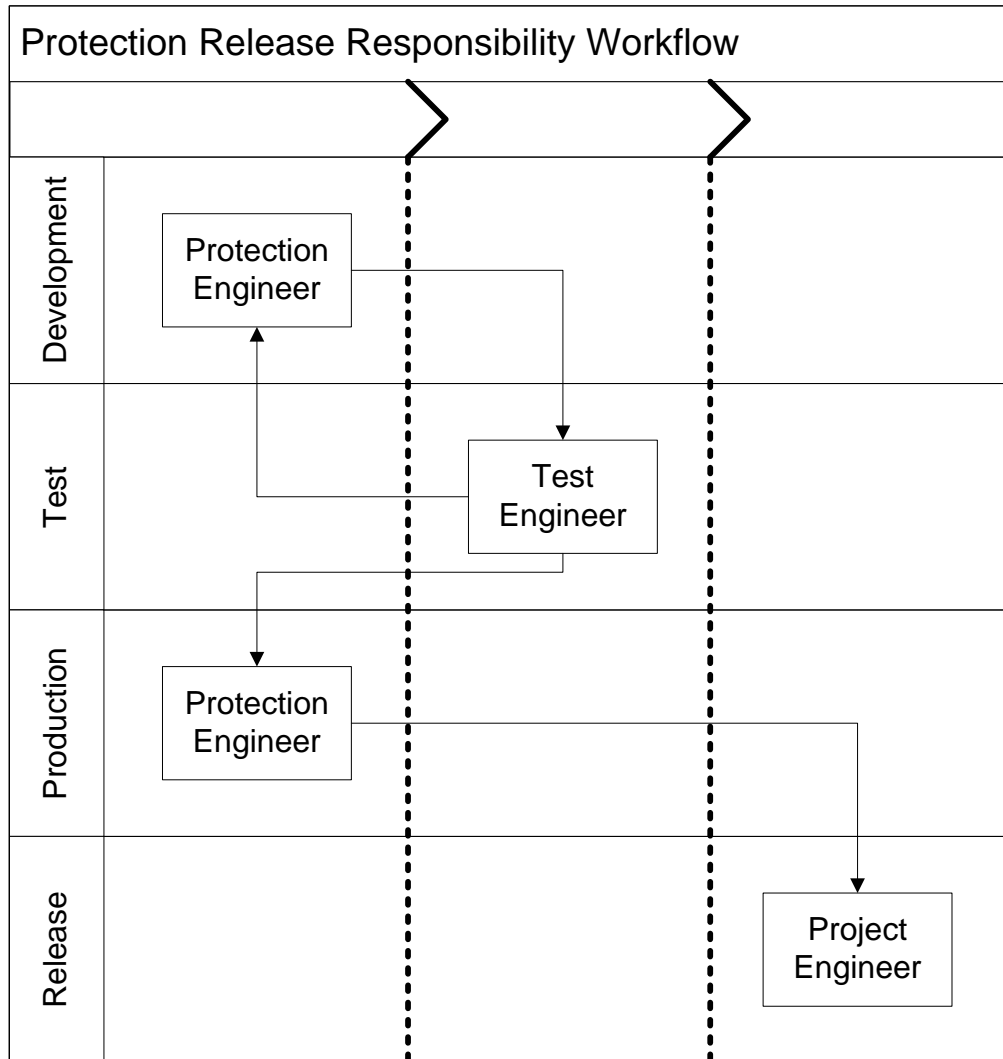 Protection Release Responsibility Workflow
Development
Protection
Engineer
Test
Test
Engineer
Production
Protection
Engineer
Release
Project
Engineer